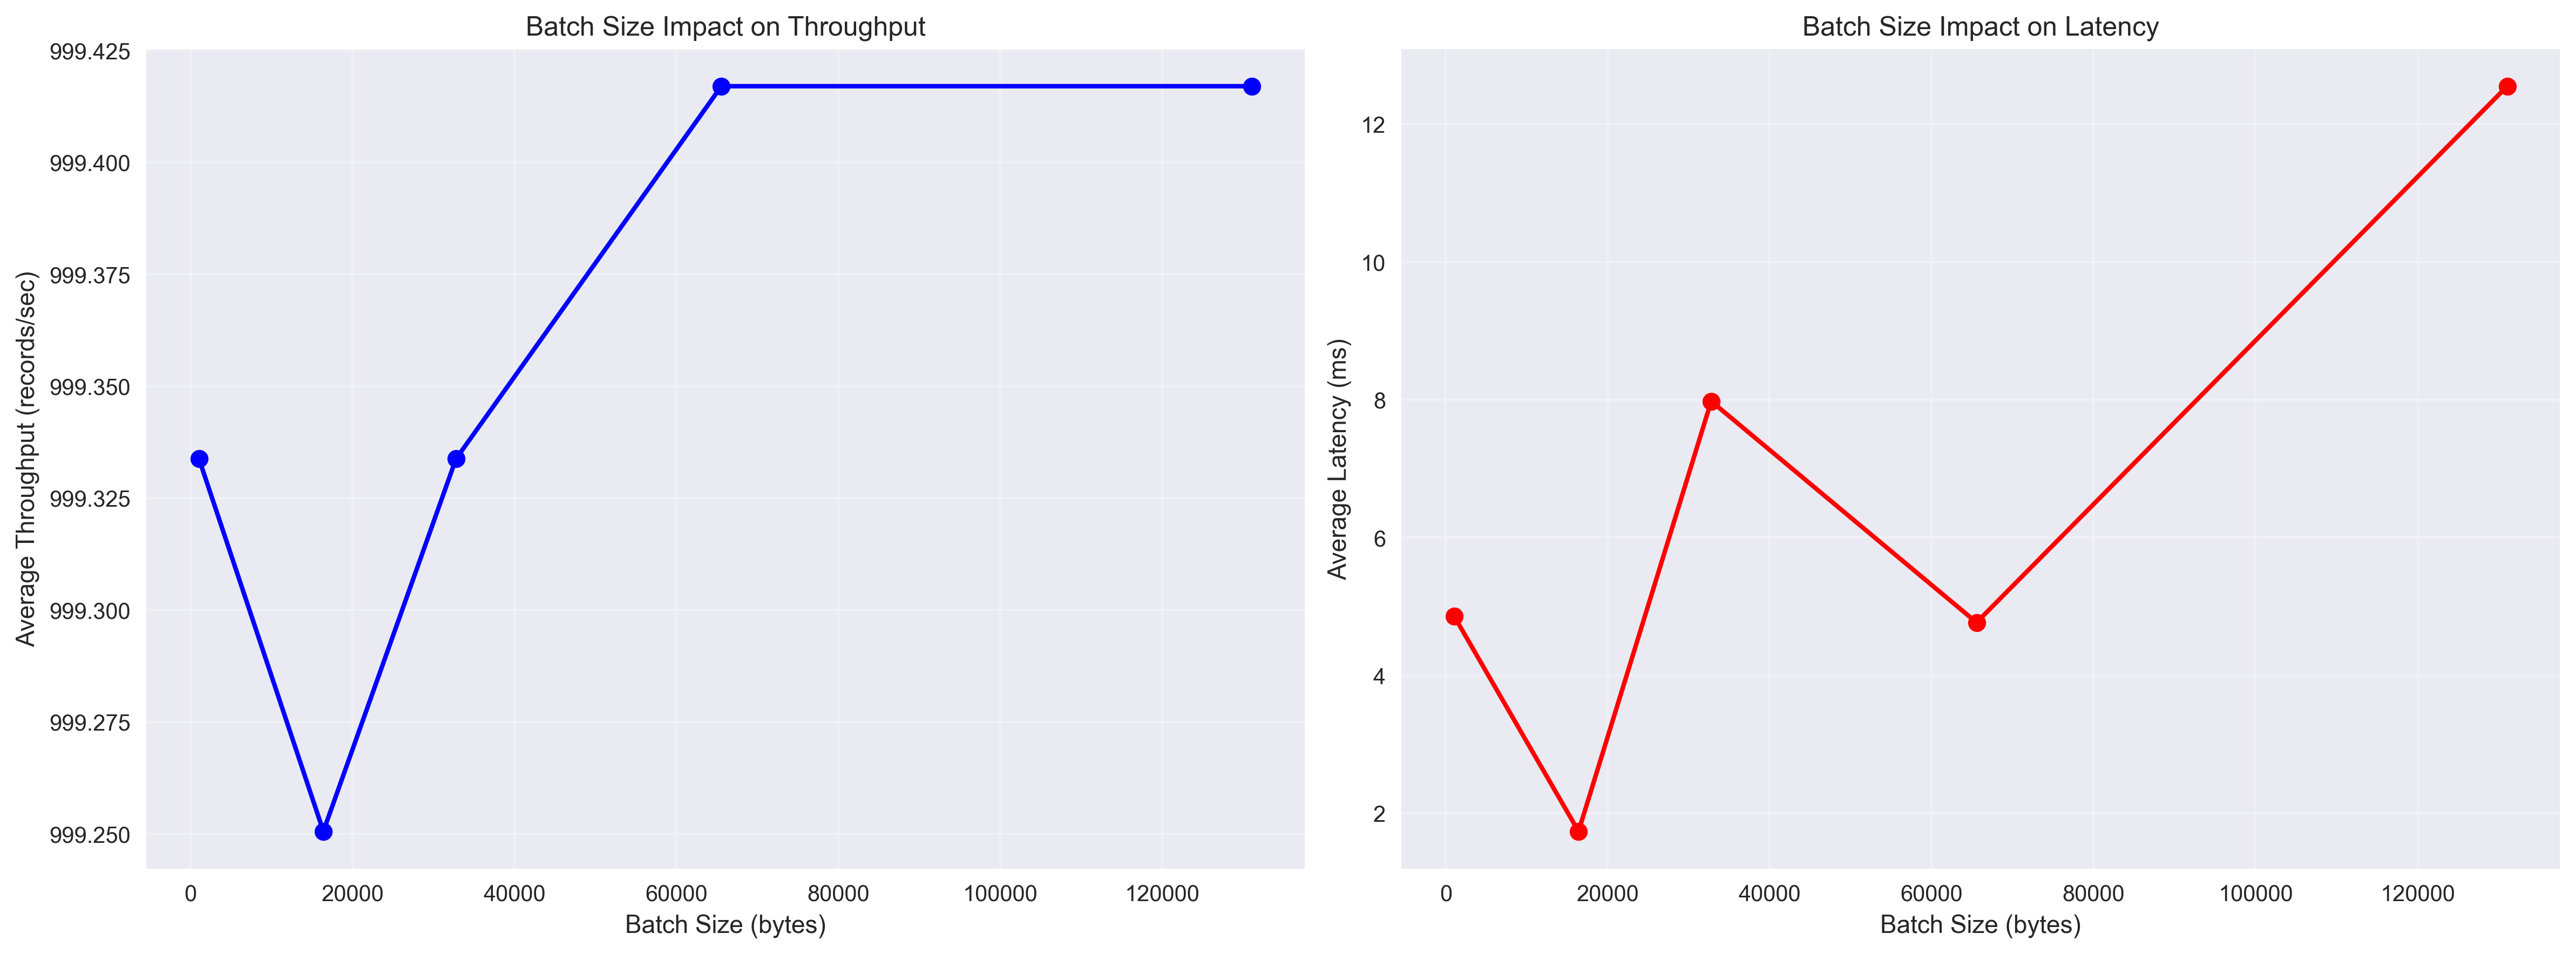 Batch Size Impact on Throughput
Average Throughput (records/sec)
999.425
999.400
999.375
999.350
999.325
999.300
999.275
999.250
0 20000 40000 60000 80000 100000 120000
Batch Size (bytes)
Batch Size Impact on Latency
Average Latency (ms)
12
10
8
6
4
2
0 20000 40000 60000 80000 100000 120000
Batch Size (bytes)